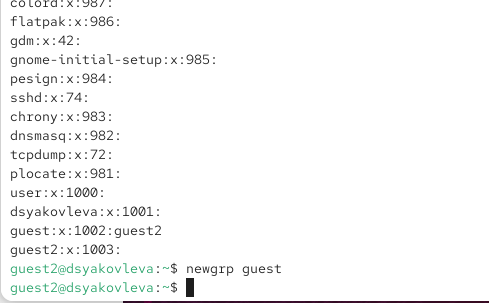 colord:x:987:
flatpak:x:986:
gdm:x:42:
gnome-initial-setup:x:985:
pesign:x:984:
sshd:x:74:
chrony:x:983:
dnsmasq:x:982:
tcpdump:x:72:
plocate:x:981:
user:x:1000:
dsyakovleva:x:1001:
guest:x:1002:guest2
guest2:x:1003:
guest2@dsyakovleva:~$ newgrp guest
guest2@dsyakovleva:~$